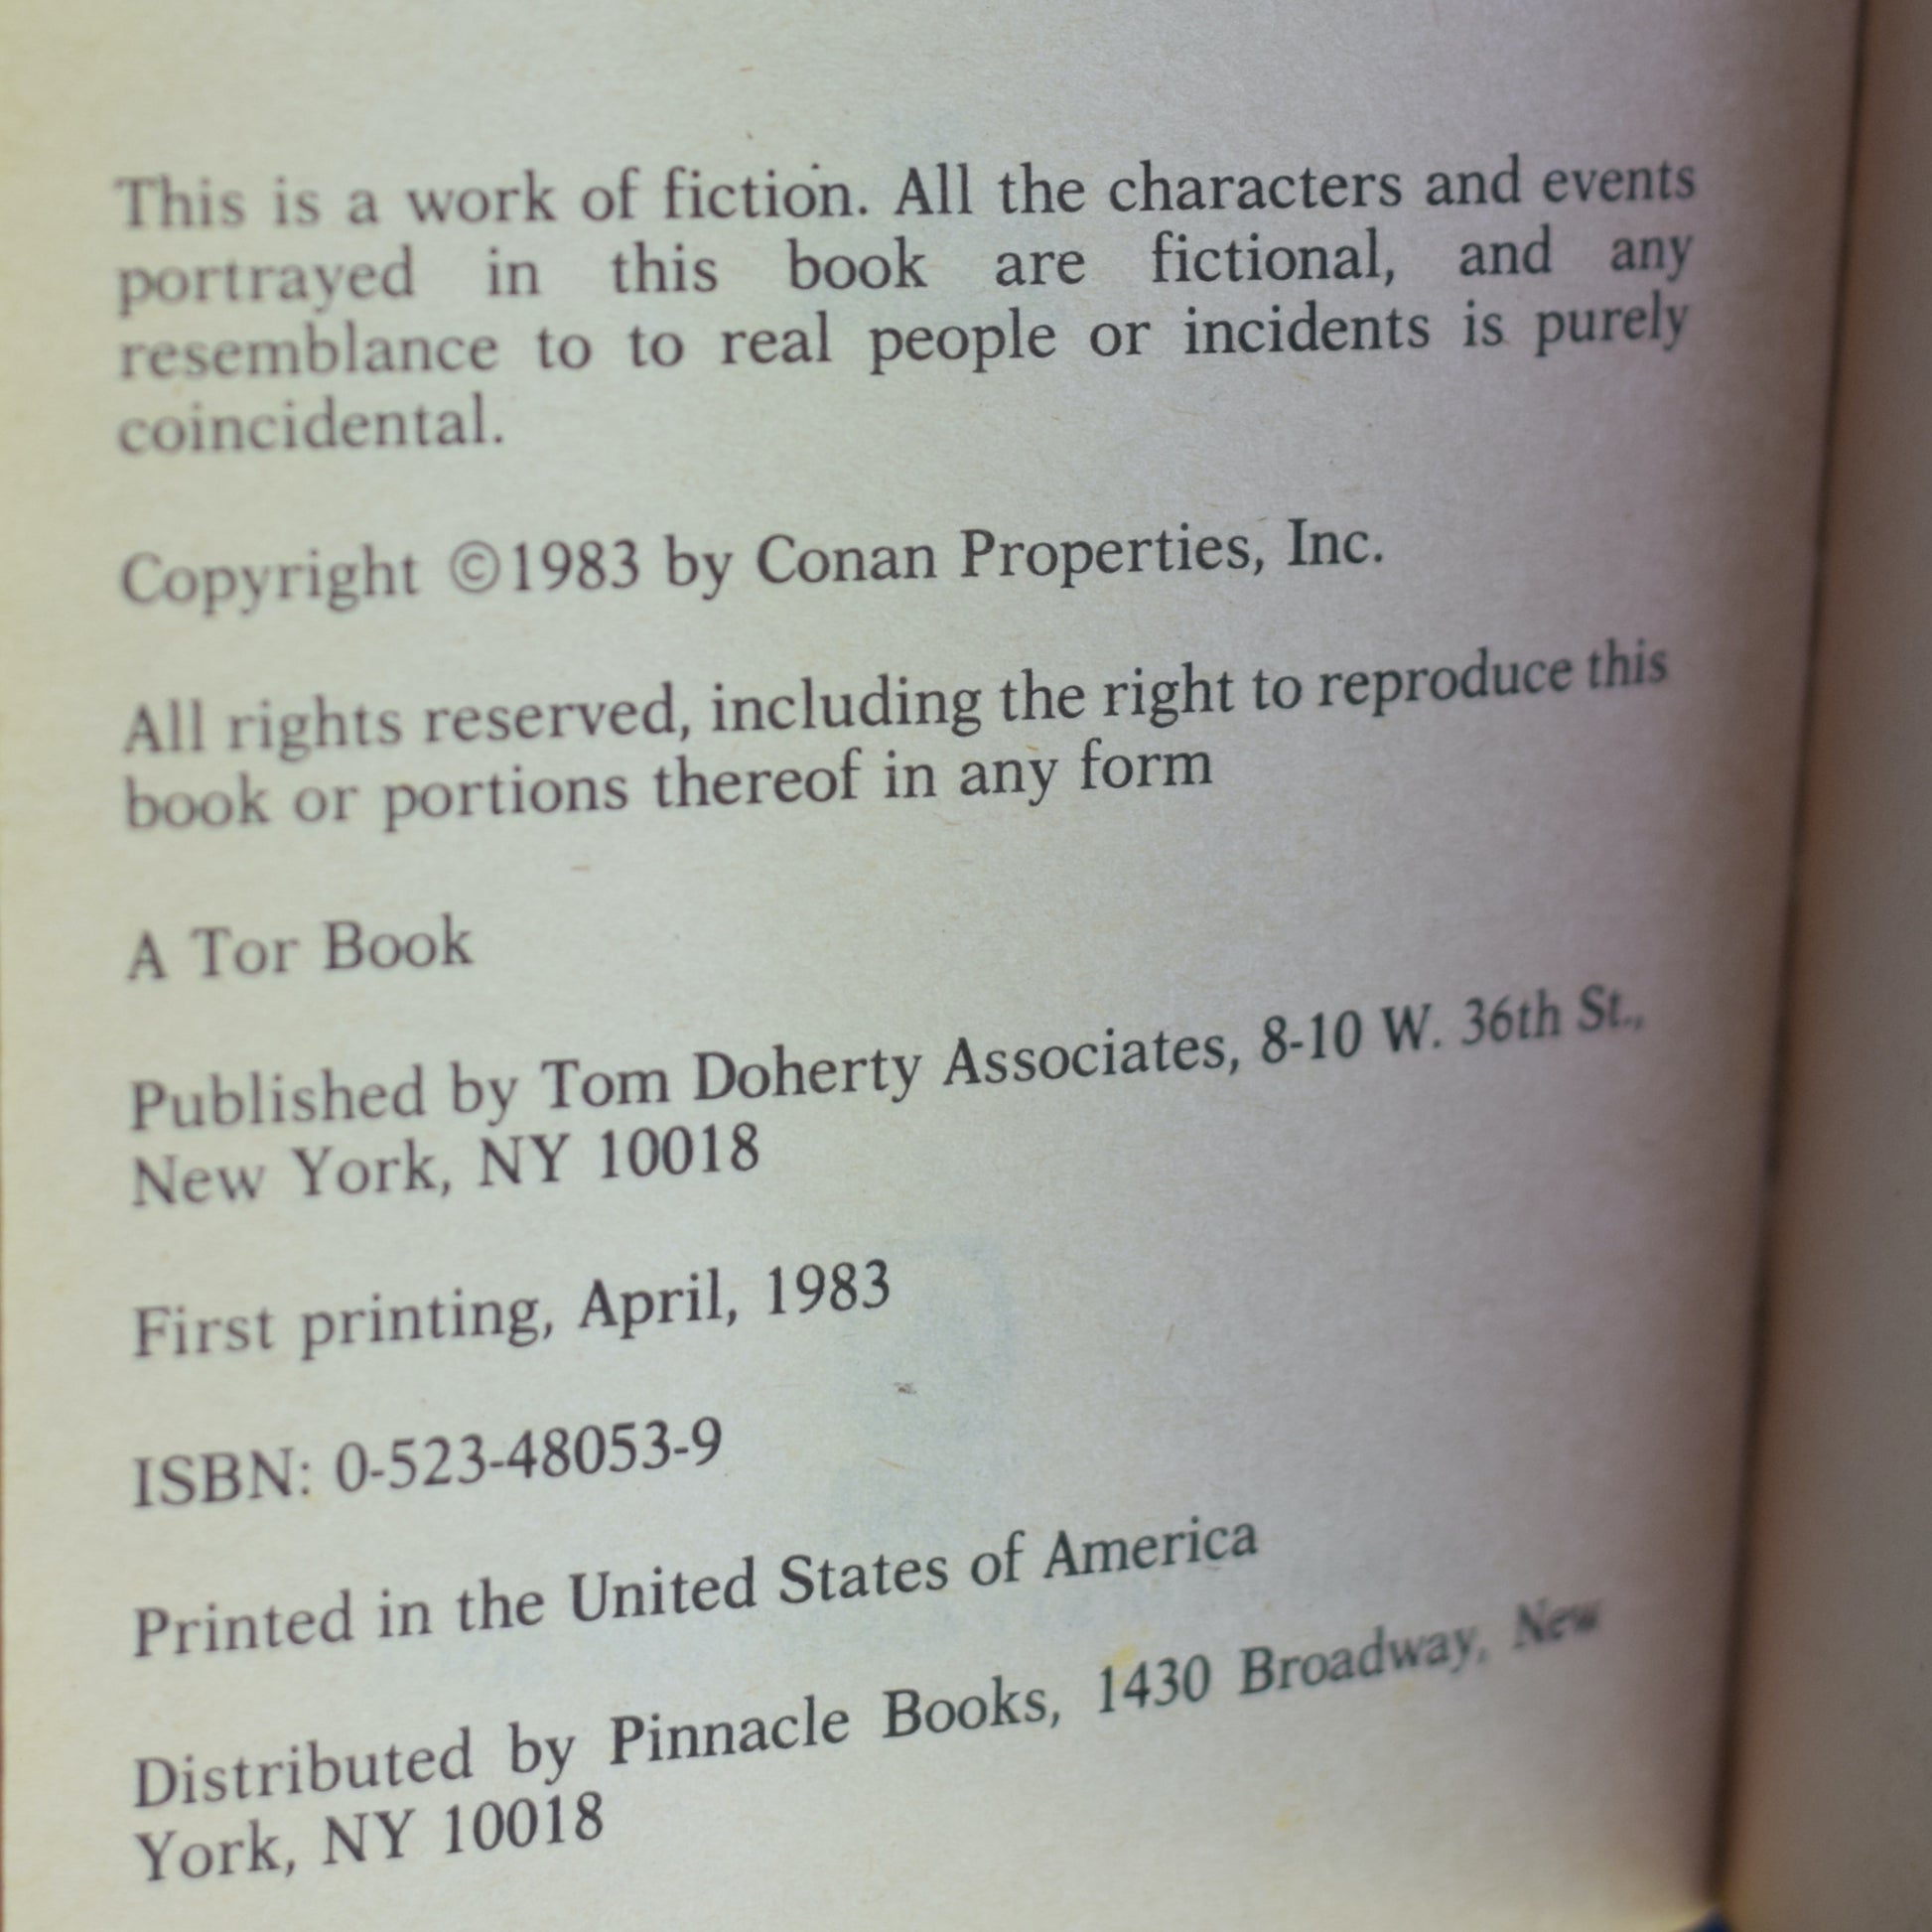 This is a work of fiction. All the characters and events
portrayed in this book are fictional, and any
resemblance to to real people or incidents is purely
coincidental.
Copyright ©1983 by Conan Properties, Inc.
All rights reserved, including the right to reproduce this
book or portions thereof in any form
A Tor Book
Published by Tom Doherty Associates, 8-10 W. 36th St.,
New York, NY 10018
First printing, April, 1983
ISBN: 0-523-48053-9
Printed in the United States of America
Distributed by Pinnacle Books, 1430 Broadway, New
York, NY 10018